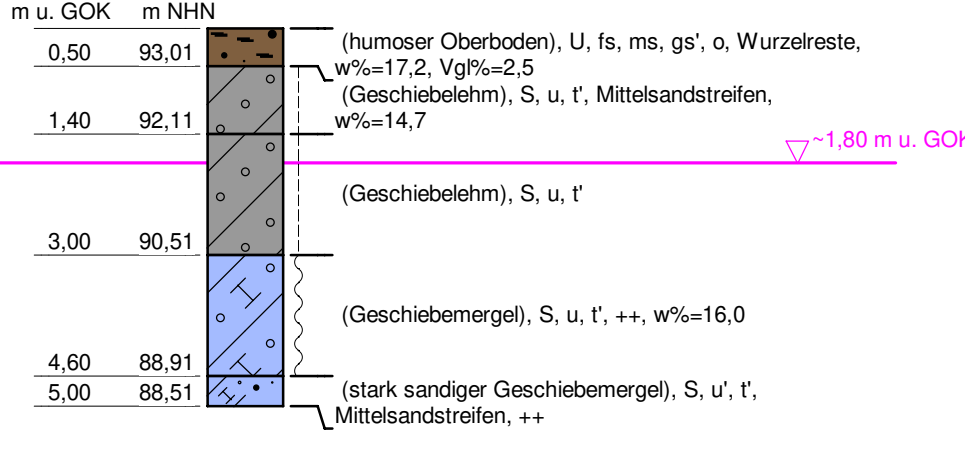 m u. GOK m NHN
0,50 93,01
(humoser Oberboden), U, fs, ms, gs', o, Wurzelreste,
w%=17,2, Vgl%=2,5
(Geschiebelehm), S, u, t', Mittelsandstreifen,
1,40 92,11
w%=14,7
~1,80 m u. GOK
(Geschiebelehm), S, u, t'
3,00 90,51
(Geschiebemergel), S, u, t', ++, w%=16,0
4,60 88,91
5,00 88,51
(stark sandiger Geschiebemergel), S, u', t',
Mittelsandstreifen, ++